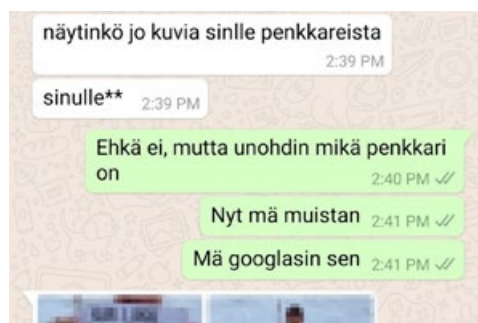 näytinkö jo kuvia sinlle penkkareista
2:39 PM
sinulle** 2:39 PM
Ehkä ei, mutta unohdin mikä penkkari
on
2:40 PM
Nyt mä muistan 2:41 PM
Mä googlasin sen 2:41 PM